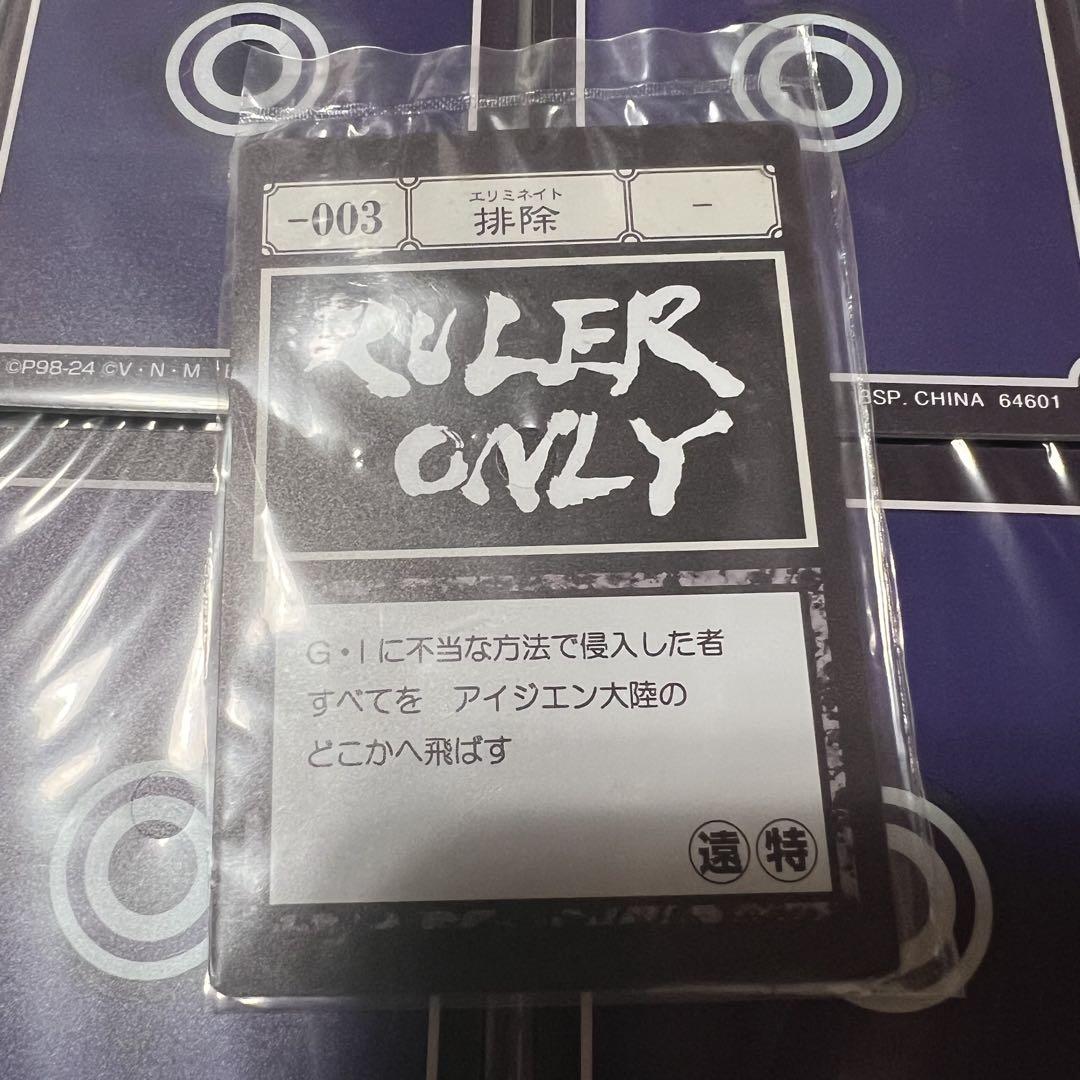 -003
エリミネイト
排除
-
RULER
ONLY
G・Iに不当な方法で侵入した者
すべてを アイジエン大陸の
どこかへ飛ばす
遠 特
©P98-24 ©V・N・M
BSP. CHINA 64601